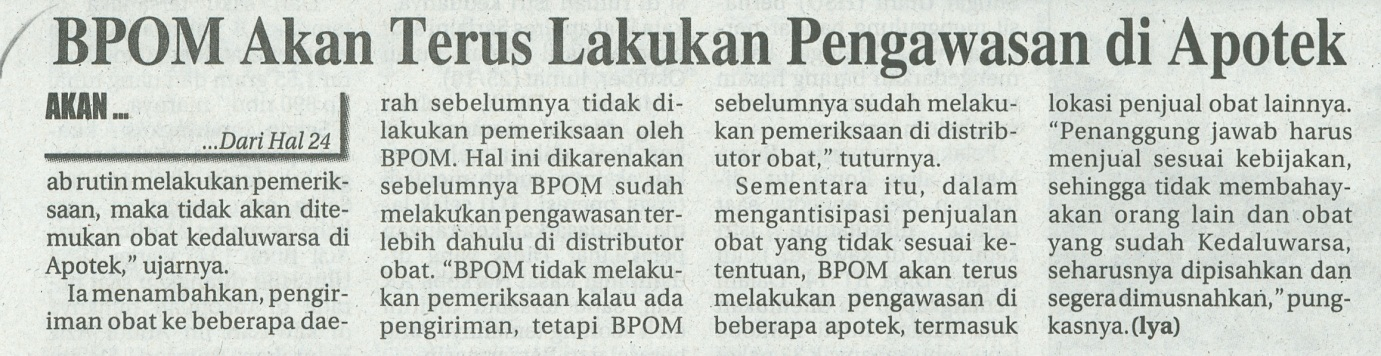 BPOM Akan Terus Lakukan Pengawasan di Apotek
AKAN ...
...Dari Hal 24
ab rutin melakukan pemerik-
saan, maka tidak akan dite-
mukan obat kedaluwarsa di
Apotek,” ujarnya.
Ia menambahkan, pengir-
iman obat ke beberapa dae-
rah sebelumnya tidak di-
lakukan pemeriksaan oleh
BPOM. Hal ini dikarenakan
sebelumnya BPOM sudah
melakukan pengawasan ter-
lebih dahulu di distributor
obat. “BPOM tidak melaku-
kan pemeriksaan kalau ada
pengiriman, tetapi BPOM
sebelumnya sudah melaku-
kan pemeriksaan di distrib-
utor obat,” tuturnya.
Sementara itu, dalam
mengantisipasi penjualan
obat yang tidak sesuai ke-
tentuan, BPOM akan terus
melakukan pengawasan di
beberapa apotek, termasuk
lokasi penjual obat lainnya.
“Penanggung jawab harus
menjual sesuai kebijakan,
sehingga tidak membahay-
akan orang lain dan obat
yang sudah Kedaluwarsa,
seharusnya dipisahkan dan
segera dimusnahkan,” pung-
kasnya.(lya)